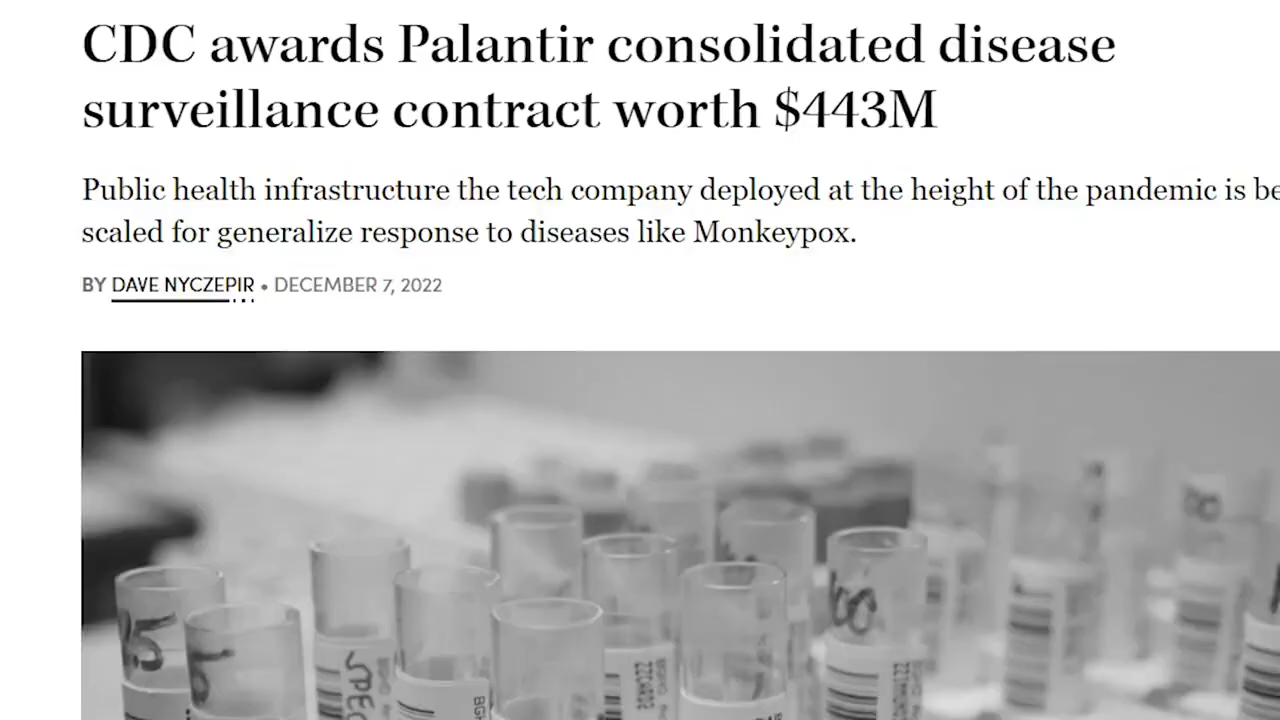 CDC awards Palantir consolidated disease
surveillance contract worth $443M
Public health infrastructure the tech company deployed at the height of the pandemic is
scaled for generalize response to diseases like Monkeypox.
BY DAVE NYCZEPIR • DECEMBER 7, 2022